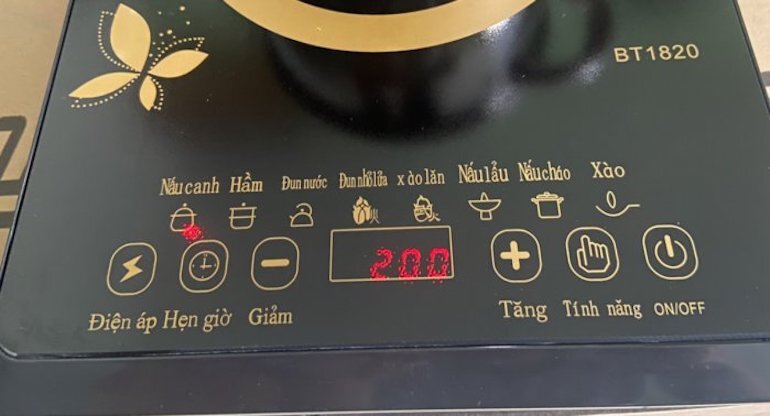 BT1820
Nấu canh Hầm Đun nước Đun nhỏ lửa xào lăn Nấu lẩu Nấu cháo Xào
200
Điện áp Hẹn giờ Giảm Tăng Tính năng ON/OFF